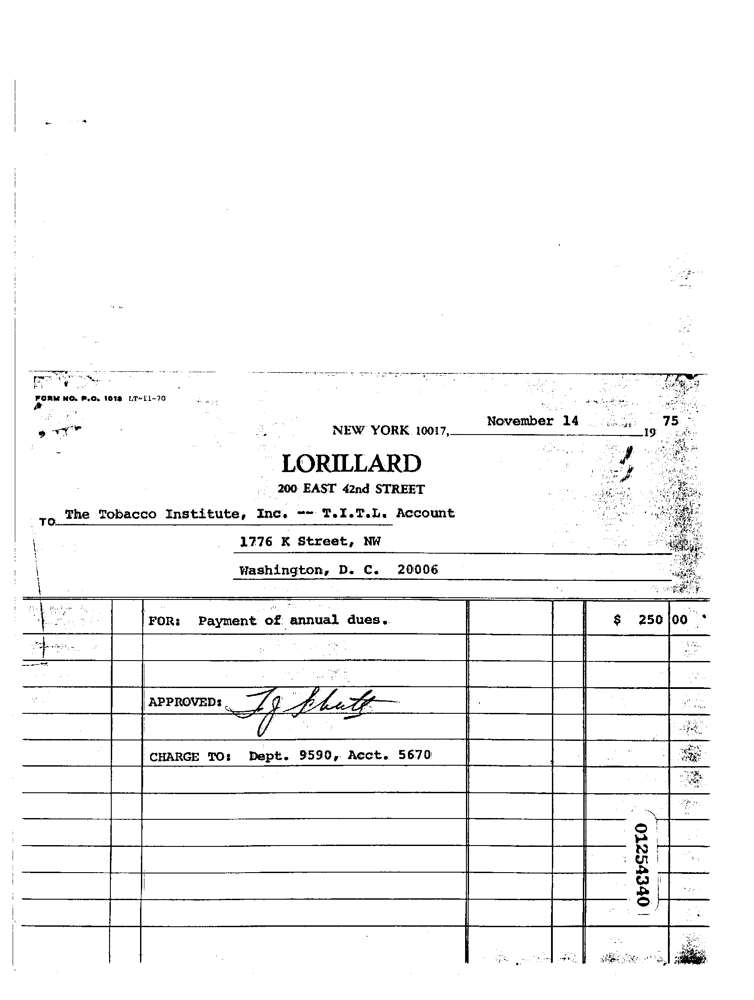 FORM NO. P.O. 1018 LT-11-70
NEW YORK 10017, November 14 19 75
LORILLARD
200 EAST 42nd STREET
TO The Tobacco Institute, Inc. -- T.I.T.L. Account
1776 K Street, NW
Washington, D. C. 20006
FOR: Payment of annual dues. $ 250 00
APPROVED:
CHARGE TO: Dept. 9590, Acct. 5670
01254340